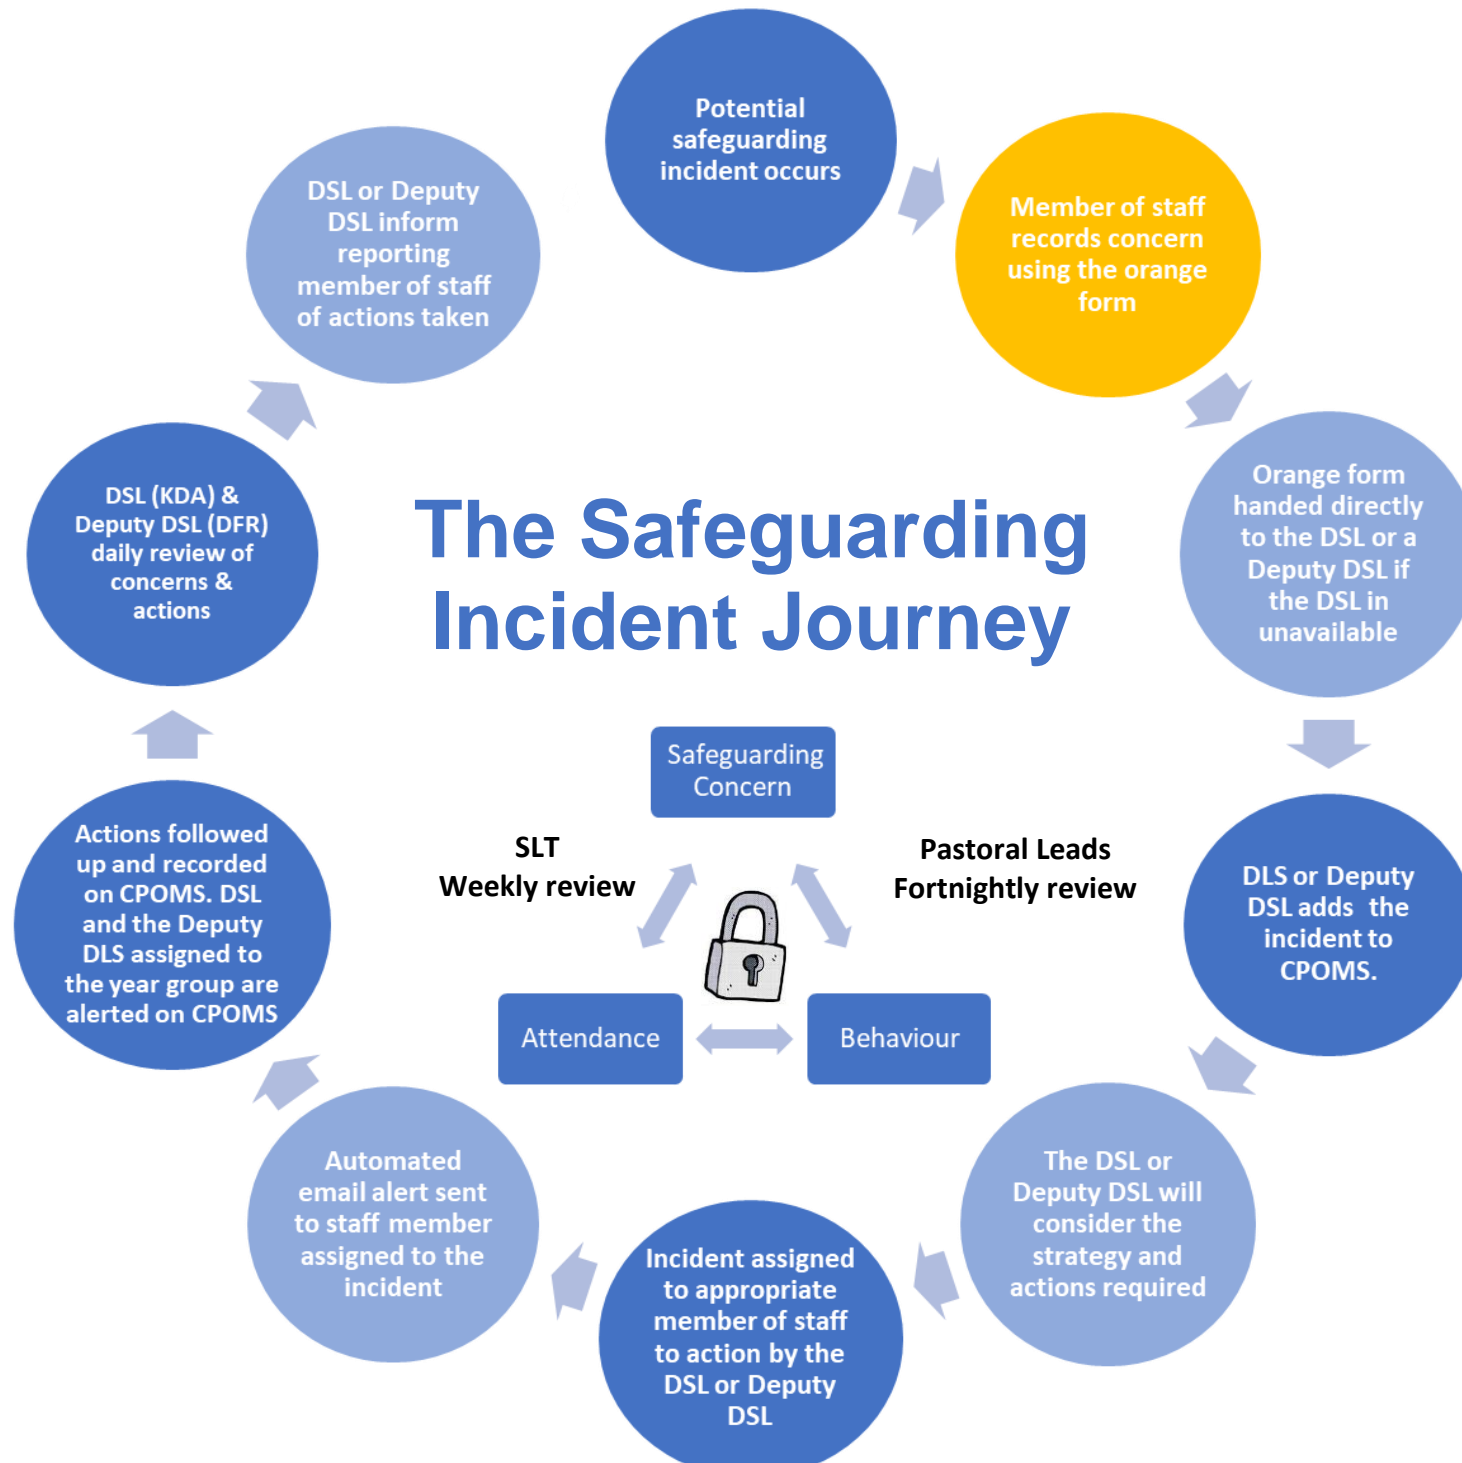 The Safeguarding
Incident Journey
Potential
safeguarding
incident occurs
Member of staff
records concern
using the orange
form
Orange form
handed directly
to the DSL or a
Deputy DSL if
the DSL in
unavailable
DLS or Deputy
DSL adds the
incident to
CPOMS.
The DSL or
Deputy DSL will
consider the
strategy and
actions required
Incident assigned
to appropriate
member of staff
to action by the
DSL or Deputy
DSL
Automated
email alert sent
to staff member
assigned to the
incident
Actions followed
up and recorded
on CPOMS. DSL
and the Deputy
DLS assigned to
the year group are
alerted on CPOMS
DSL (KDA) &
Deputy DSL (DFR)
daily review of
concerns &
actions
DSL or Deputy
DSL inform
reporting
member of staff
of actions taken
Safeguarding
Concern
SLT
Weekly review
Pastoral Leads
Fortnightly review
Attendance
Behaviour